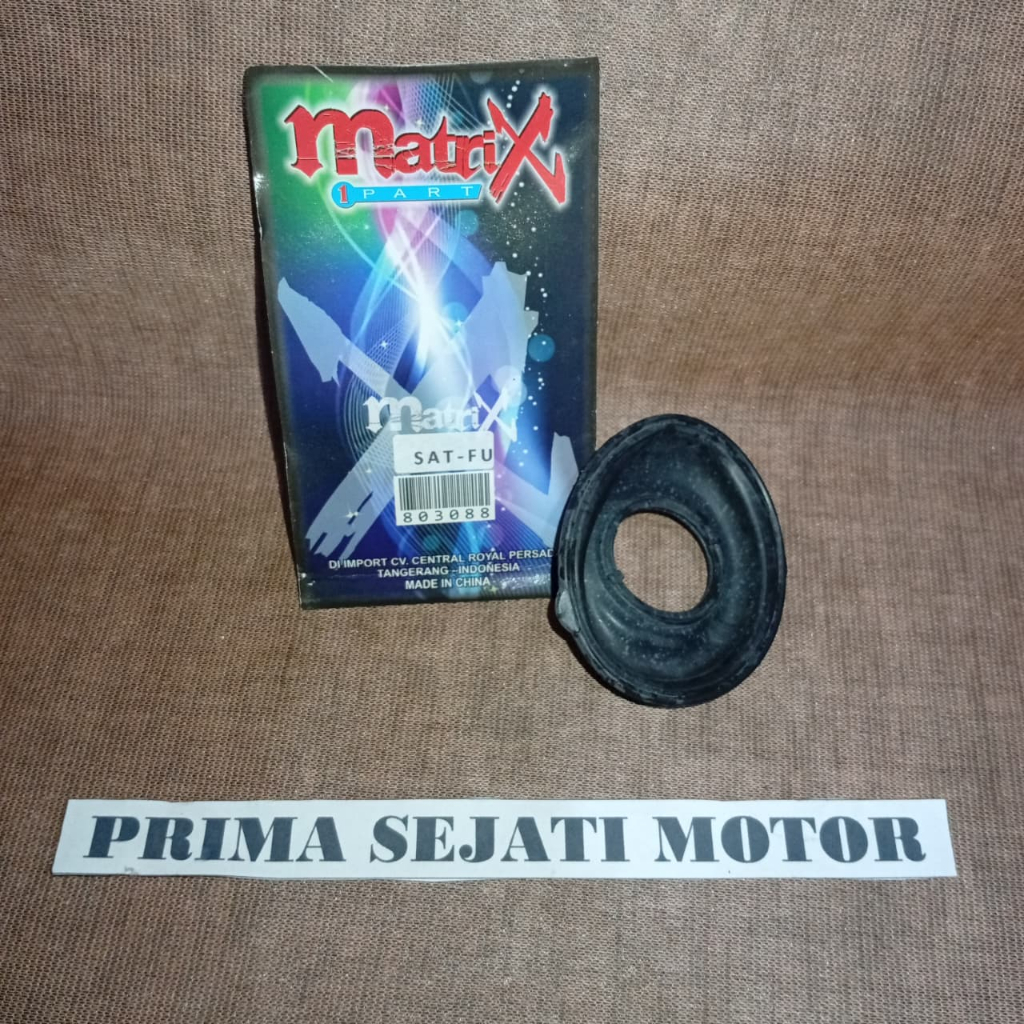 matriX
1 PART
matriX
SAT-FU
803088
DI IMPORT CV. CENTRAL ROYAL PERSAD
TANGERANG - INDONESIA
MADE IN CHINA
PRIMA SEJATI MOTOR